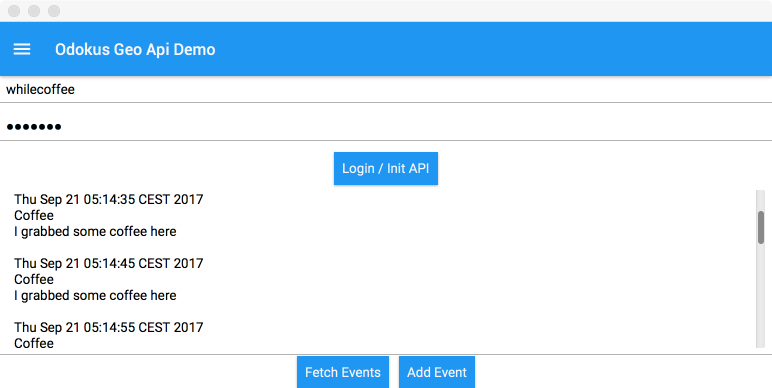 Odokus Geo Api Demo
whilecoffee
•••••••
Login / Init API
Thu Sep 21 05:14:35 CEST 2017
Coffee
I grabbed some coffee here
Thu Sep 21 05:14:45 CEST 2017
Coffee
I grabbed some coffee here
Thu Sep 21 05:14:55 CEST 2017
Coffee
Fetch Events
Add Event